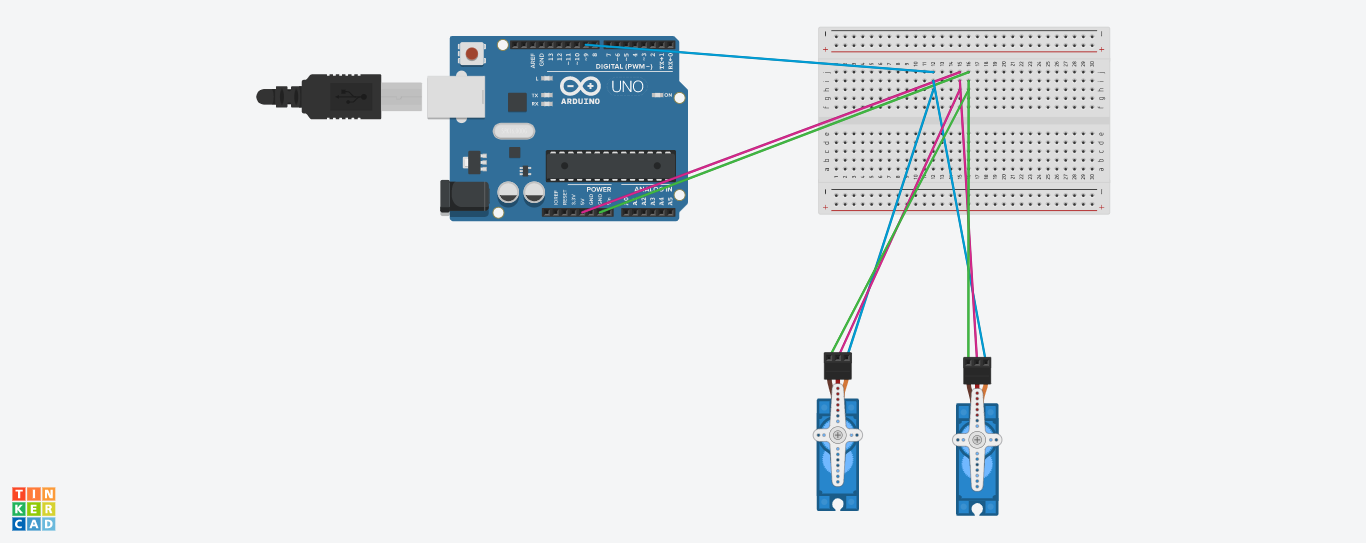 AREF
GND
13
12
~11
~10
~9
8
7
~6
~5
4
~3
2
TX→1
RX←0
DIGITAL (PWM~)
L
TX
RX
UNO
ARDUINO
ON
POWER
ANALOG IN
IOREF
RESET
3.3V
5V
GND
GND
A1
A2
A3
A4
A5
j
h
g
f
e
d
c
b
a
TIN
KER
CAD